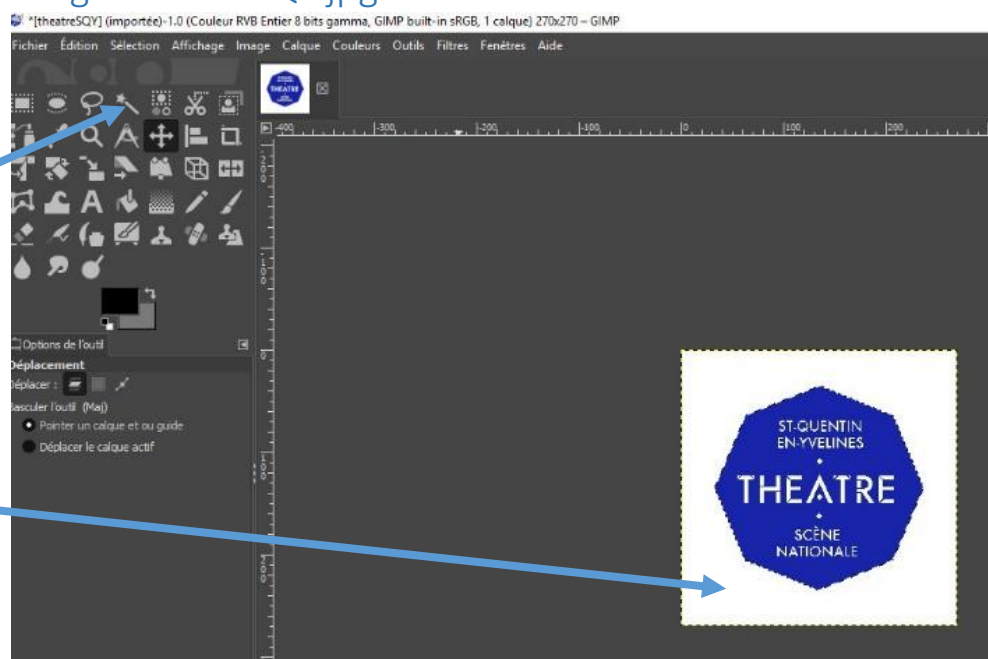 *[theatreSQY] (importée)-1.0 (Couleur RVB Entier 8 bits gamma, GIMP built-in sRGB, 1 calque) 270x270 – GIMP
Fichier Édition Sélection Affichage Image Calque Couleurs Outils Filtres Fenêtres Aide
-400 -300 -200 -100 0 100 200
Options de l'outil
Déplacement
Déplacer :
Basculer l'outil (Maj)
Pointer un calque et ou guide
Déplacer le calque actif
ST-QUENTIN
EN-YVELINES
THEATRE
SCÈNE
NATIONALE